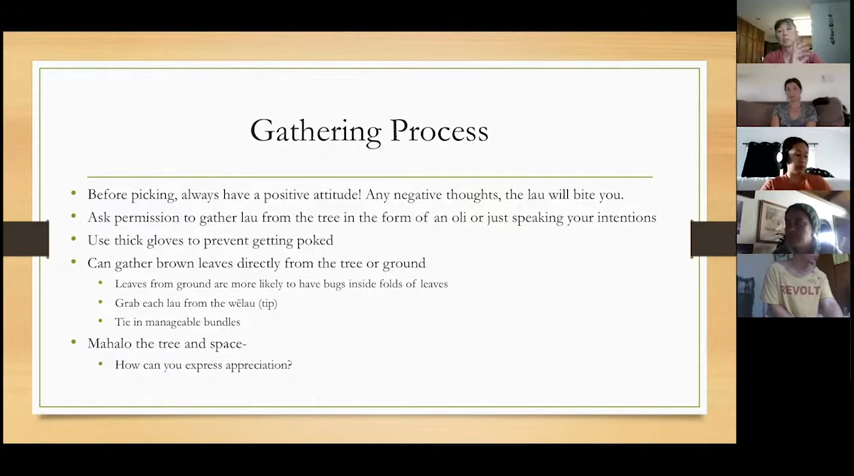 Gathering Process
Before picking, always have a positive attitude! Any negative thoughts, the lau will bite you.
Ask permission to gather lau from the tree in the form of an oli or just speaking your intentions
Use thick gloves to prevent getting poked
Can gather brown leaves directly from the tree or ground
Leaves from ground are more likely to have bugs inside folds of leaves
Grab each lau from the wēlau (tip)
Tie in manageable bundles
Mahalo the tree and space-
How can you express appreciation?
REVOLT